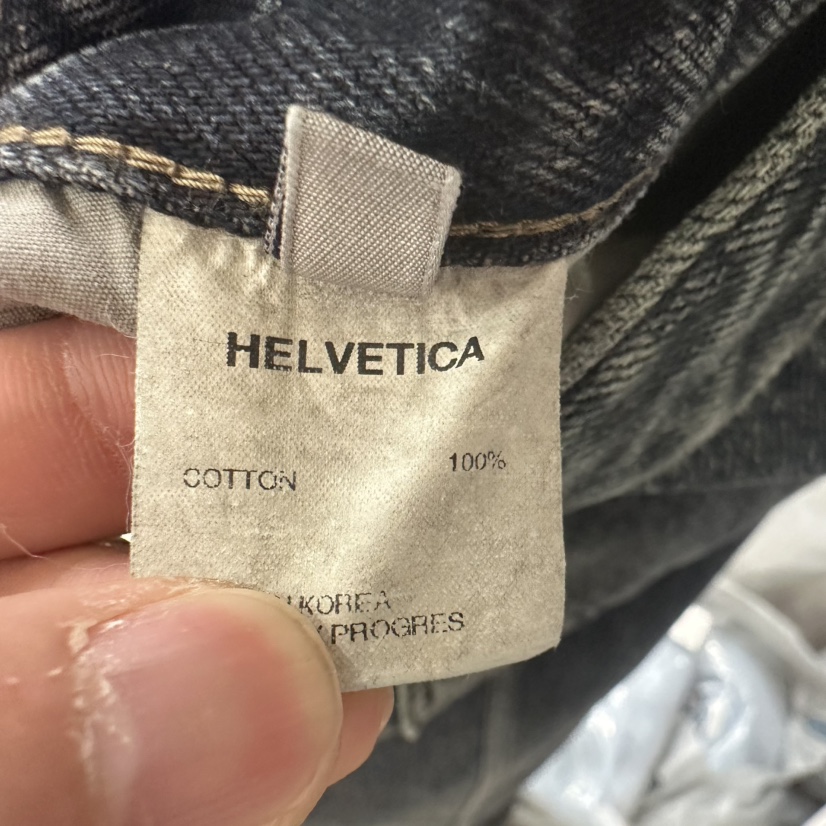 HELVETICA
COTTON 100%
KOREA
PROGRES